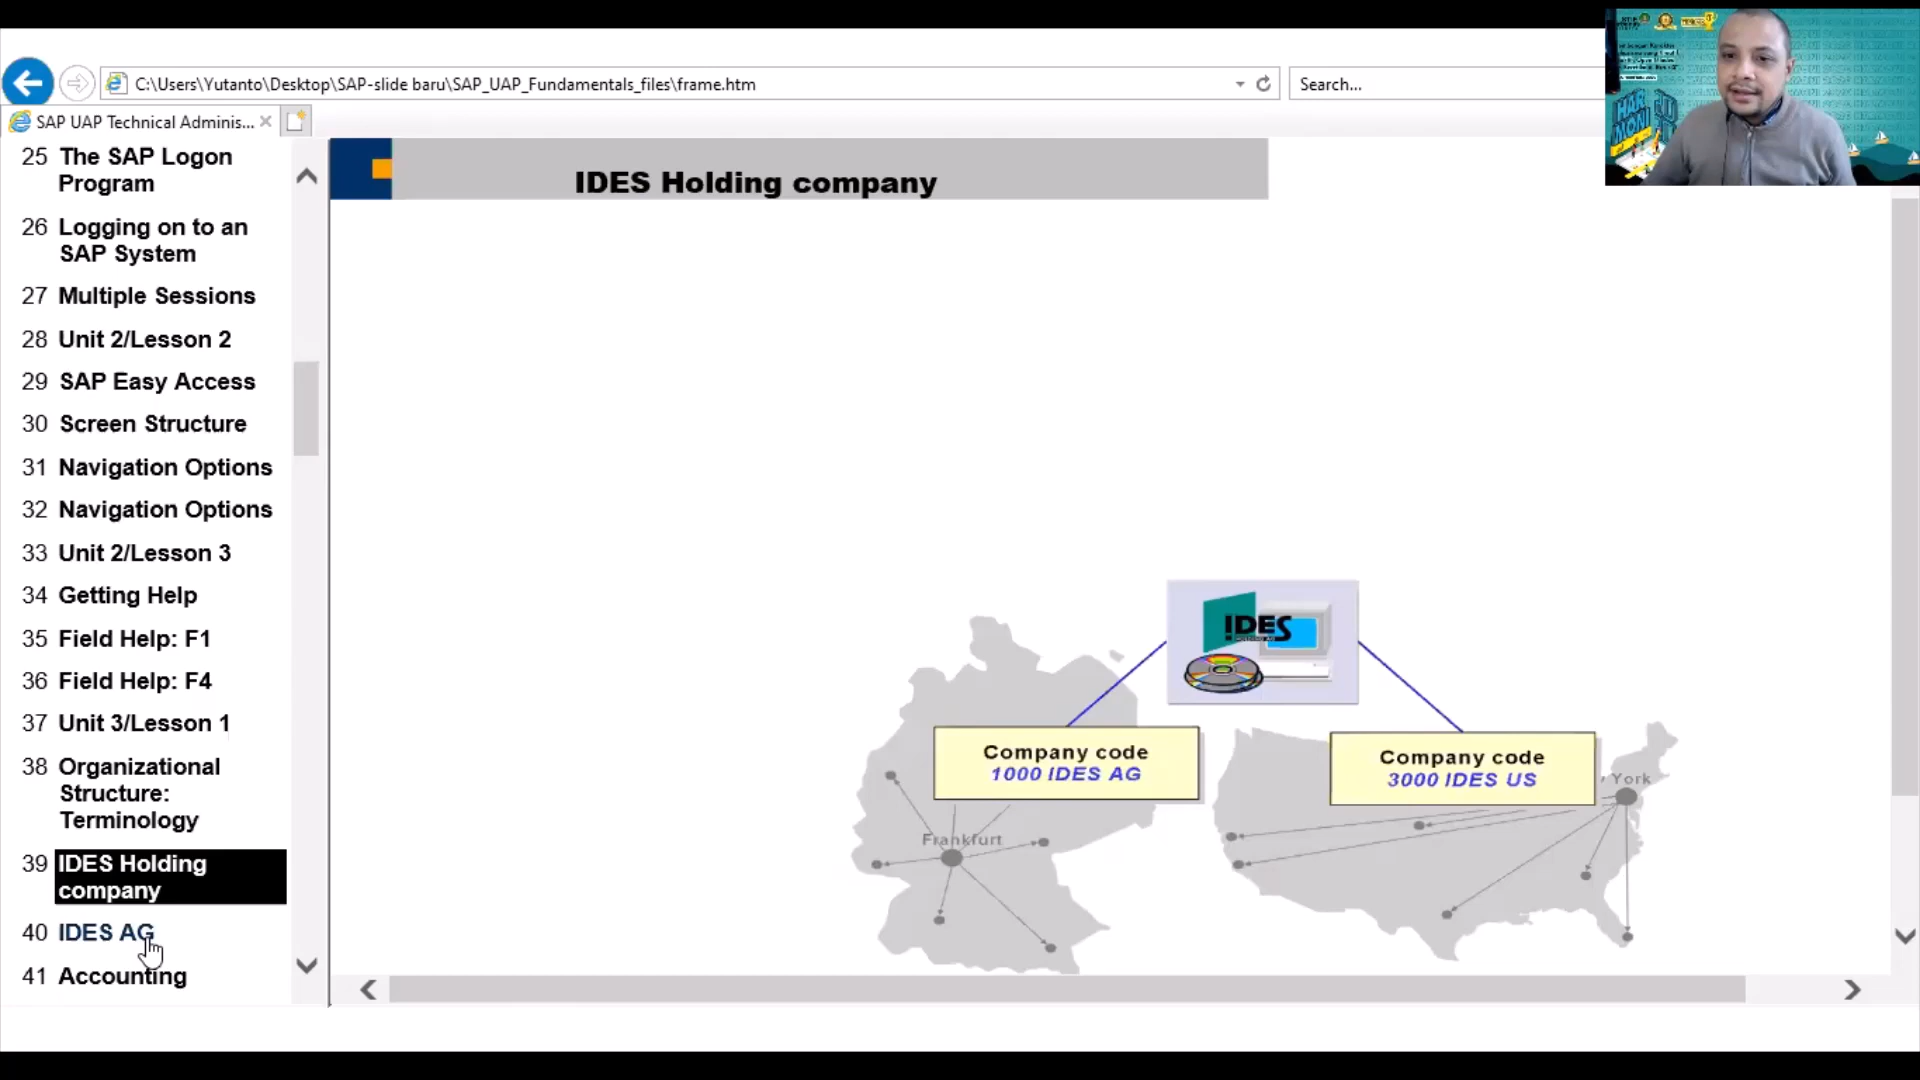 C:\Users\Yutanto\Desktop\SAP-slide baru\SAP_UAP_Fundamentals_files\frame.htm
Search...
SAP UAP Technical Adminis...
25 The SAP Logon
Program
26 Logging on to an
SAP System
27 Multiple Sessions
28 Unit 2/Lesson 2
29 SAP Easy Access
30 Screen Structure
31 Navigation Options
32 Navigation Options
33 Unit 2/Lesson 3
34 Getting Help
35 Field Help: F1
36 Field Help: F4
37 Unit 3/Lesson 1
38 Organizational
Structure:
Terminology
39 IDES Holding
company
40 IDES AG
41 Accounting
IDES Holding company
IDES
Company code
1000 IDES AG
Company code
3000 IDES US
York
Frankfurt
HAR
MONI